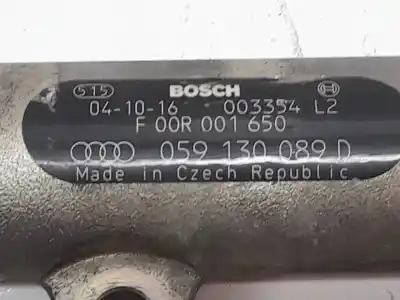 515 BOSCH
04-10-16 003354 L2
F 00R 001 650
059 130 089 D
Made in Czech Republic